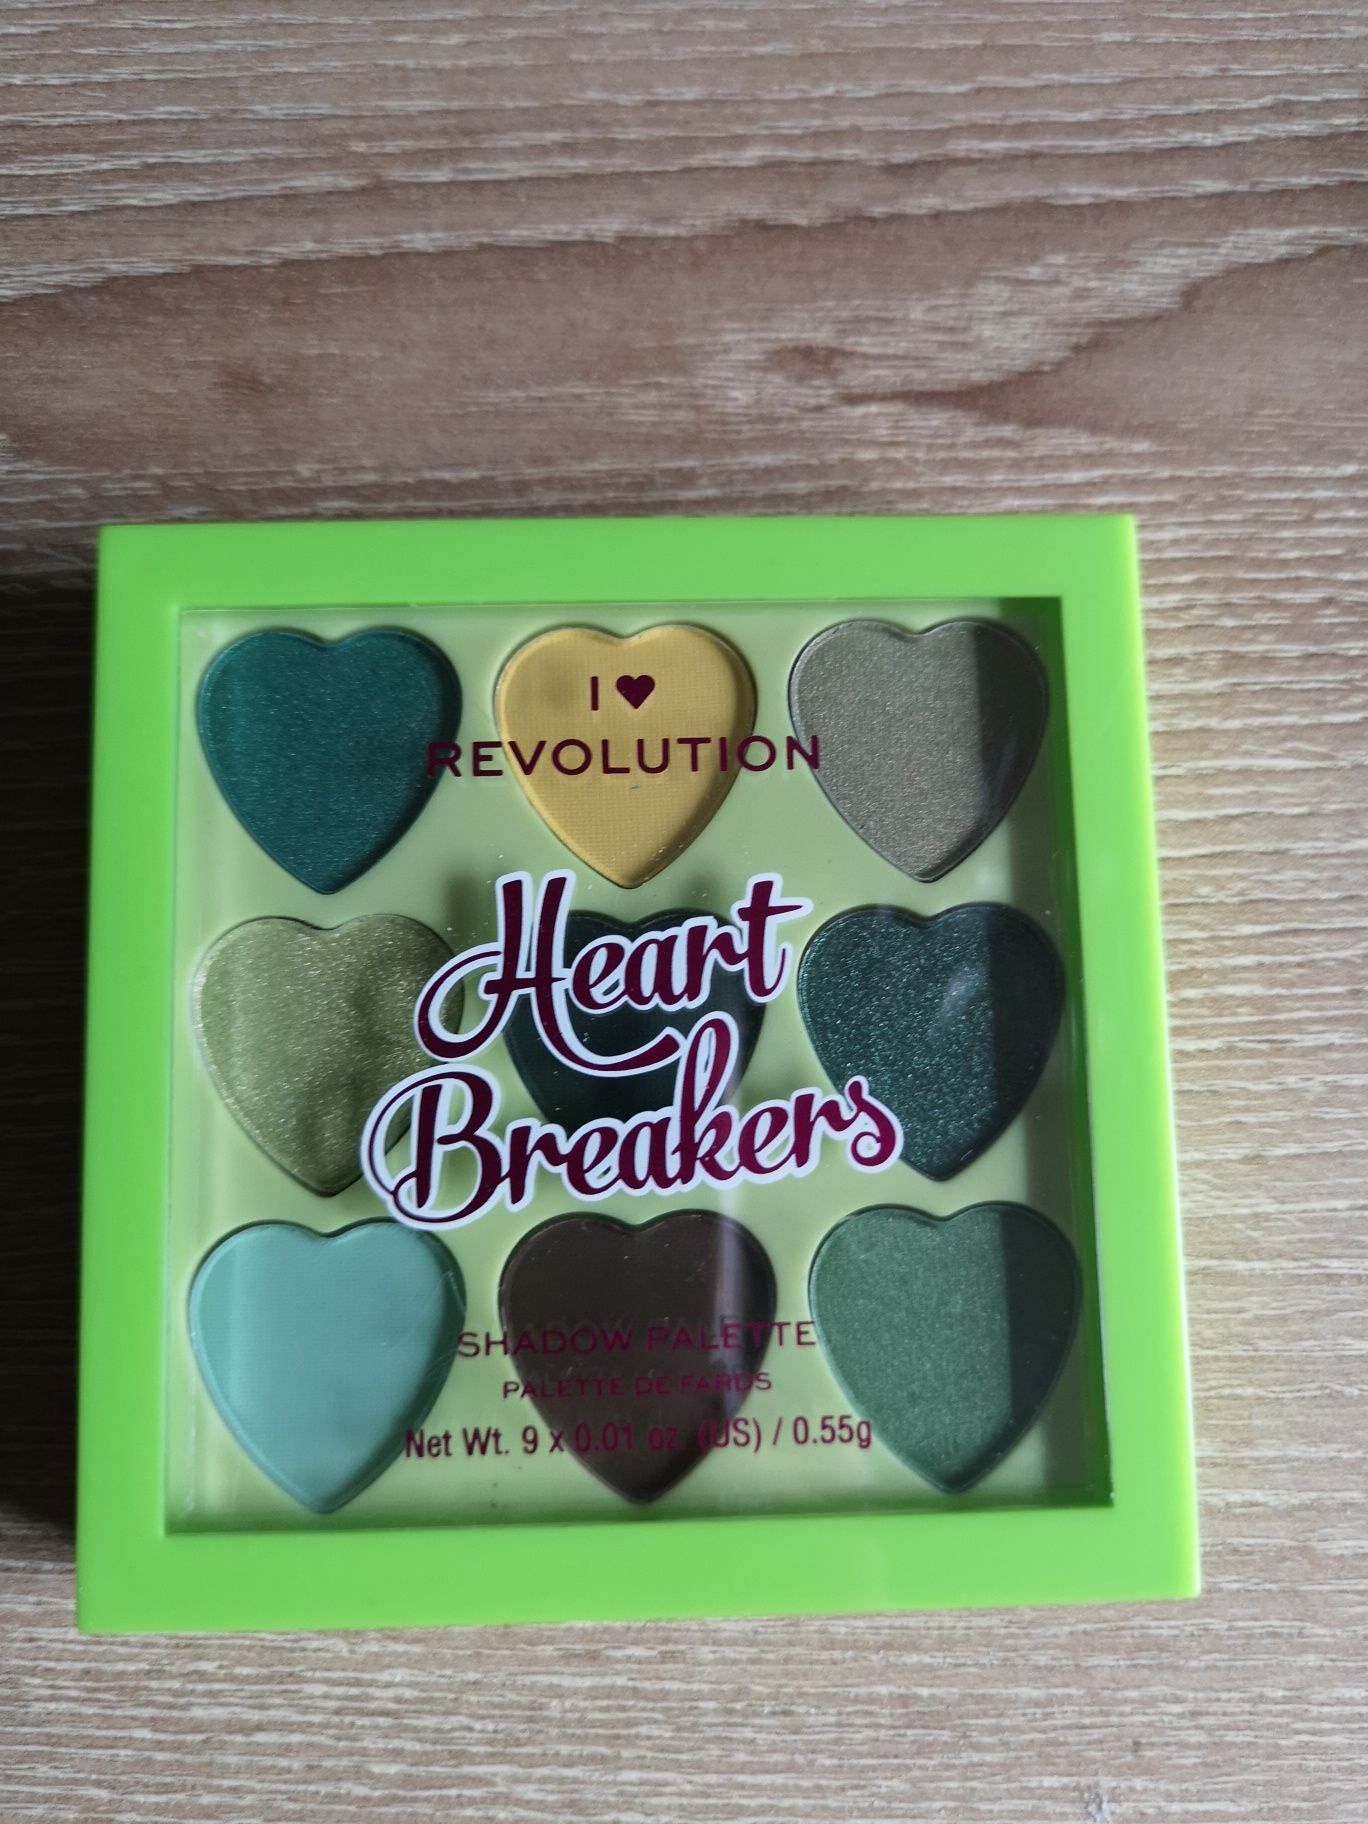 I ♥
REVOLUTION
Heart
Breakers
SHADOW PALETTE
PALETTE DE FARDS
Net Wt. 9 x 0.01 oz. (US) / 0.55g